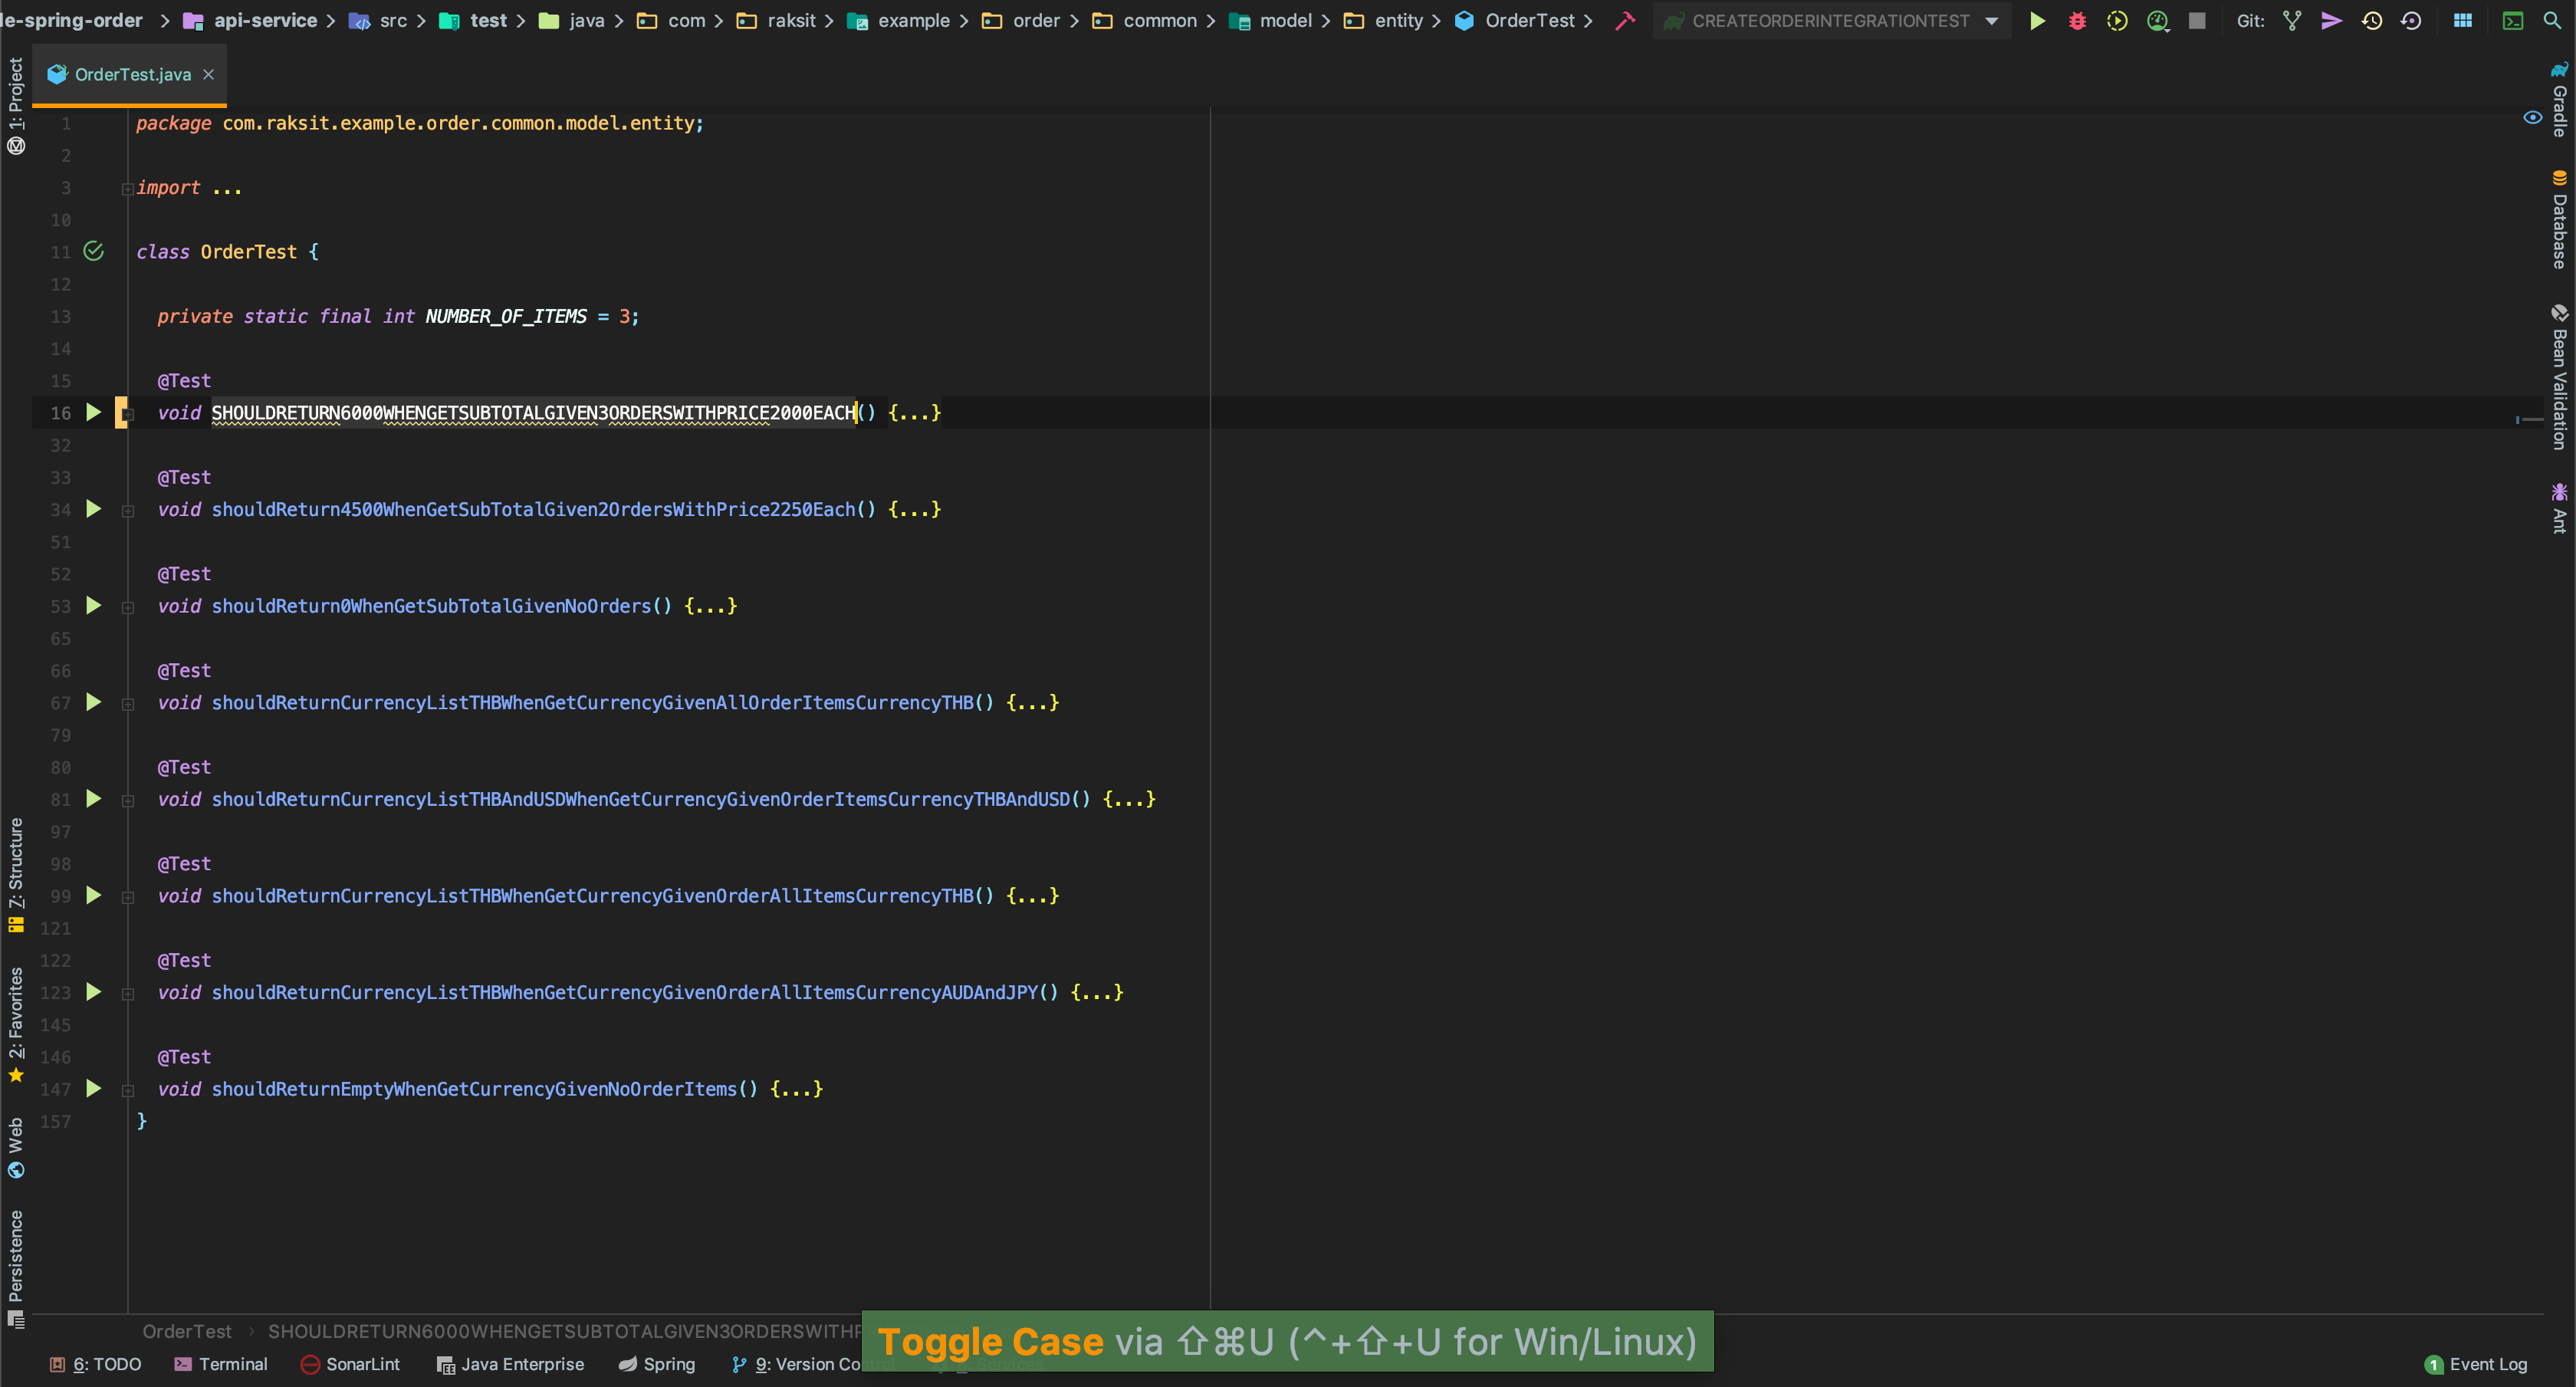 le-spring-order > api-service > src > test > java > com > raksit > example > order > common > model > entity > OrderTest > CREATEORDERINTEGRATIONTEST Git:
OrderTest.java
1: Project
7: Structure
2: Favorites
Web
Persistence
1 package com.raksit.example.order.common.model.entity;
2
3 import ...
10
11 class OrderTest {
12
13 private static final int NUMBER_OF_ITEMS = 3;
14
15 @Test
16 void SHOULDRETURN6000WHENGETSUBTOTALGIVEN3ORDERSWITHPRICE2000EACH() {...}
32
33 @Test
34 void shouldReturn4500WhenGetSubTotalGiven2OrdersWithPrice2250Each() {...}
51
52 @Test
53 void shouldReturn0WhenGetSubTotalGivenNoOrders() {...}
65
66 @Test
67 void shouldReturnCurrencyListTHBWhenGetCurrencyGivenAllOrderItemsCurrencyTHB() {...}
79
80 @Test
81 void shouldReturnCurrencyListTHBAndUSDWhenGetCurrencyGivenOrderItemsCurrencyTHBAndUSD() {...}
97
98 @Test
99 void shouldReturnCurrencyListTHBWhenGetCurrencyGivenOrderAllItemsCurrencyTHB() {...}
121
122 @Test
123 void shouldReturnCurrencyListTHBWhenGetCurrencyGivenOrderAllItemsCurrencyAUDAndJPY() {...}
145
146 @Test
147 void shouldReturnEmptyWhenGetCurrencyGivenNoOrderItems() {...}
157 }
Gradle
Database
Bean Validation
Ant
OrderTest > SHOULDRETURN6000WHENGETSUBTOTALGIVEN3ORDERSWITHP
Toggle Case via ⇧⌘U (^+⇧+U for Win/Linux)
6: TODO Terminal SonarLint Java Enterprise Spring 9: Version Control Services 1 Event Log